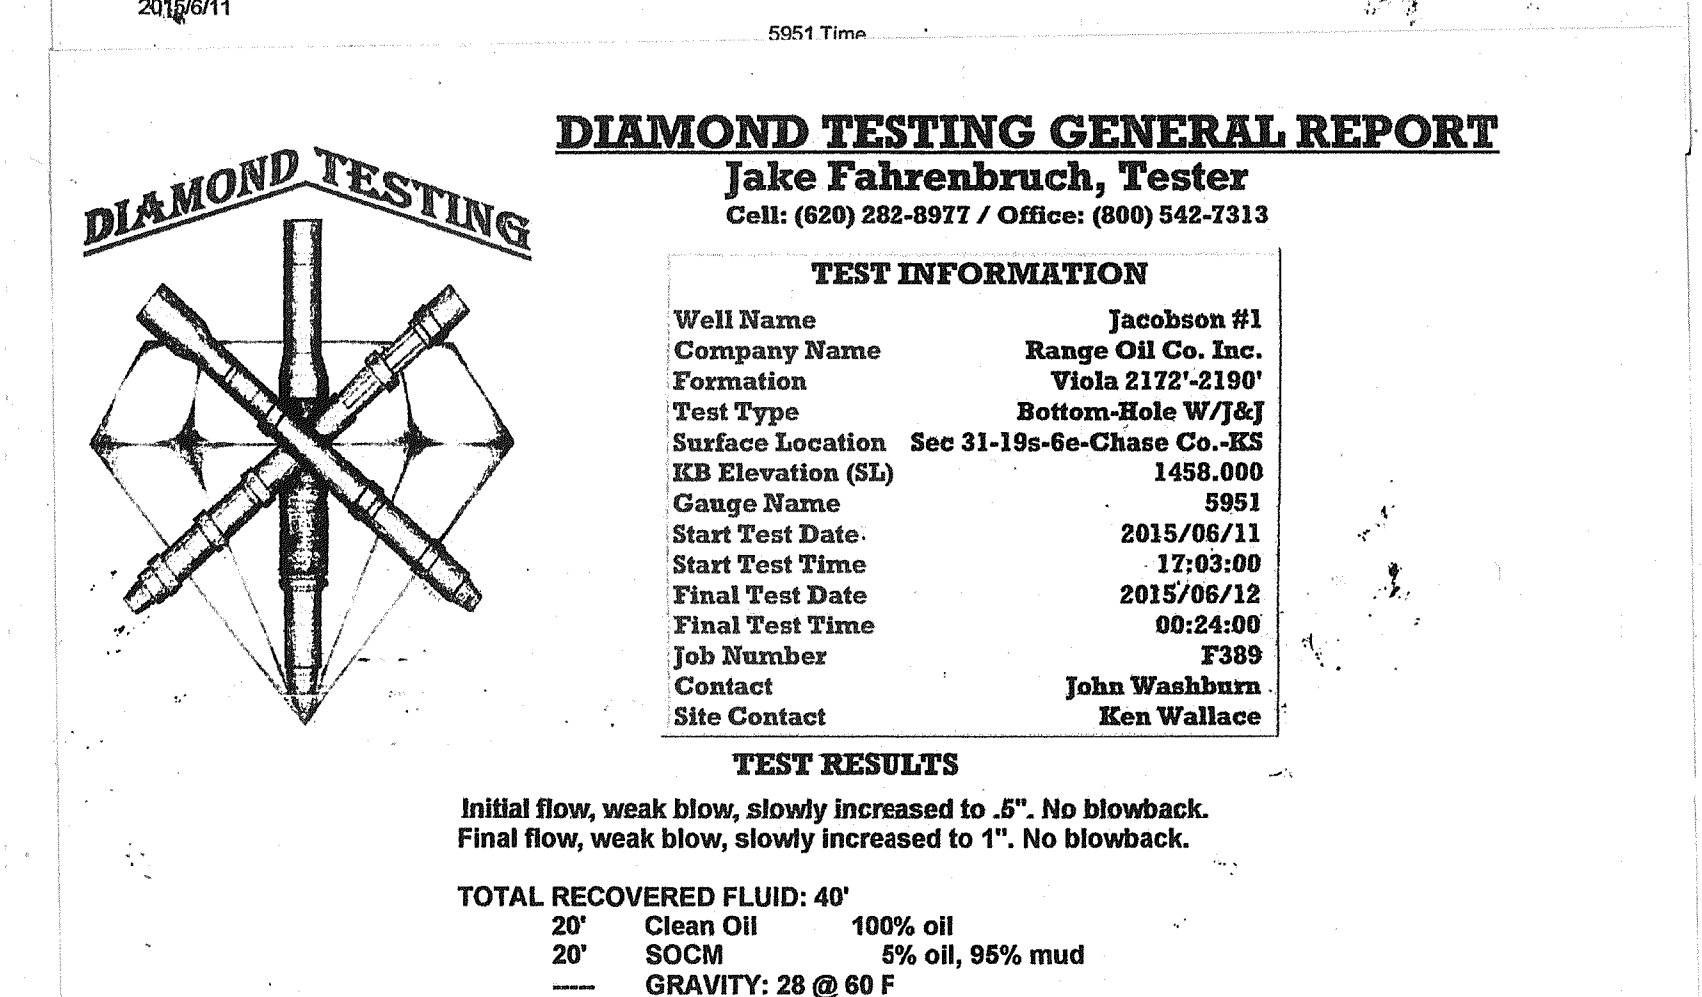 2015/6/11
5951 Time
DIAMOND TESTING GENERAL REPORT
Jake Fahrenbruch, Tester
Cell: (620) 282-8977 / Office: (800) 542-7313
DIAMOND TESTING
TEST INFORMATION
Well Name Jacobson #1
Company Name Range Oil Co. Inc.
Formation Viola 2172'-2190'
Test Type Bottom-Hole W/J&J
Surface Location Sec 31-19s-6e-Chase Co.-KS
KB Elevation (SL) 1458.000
Gauge Name 5951
Start Test Date 2015/06/11
Start Test Time 17:03:00
Final Test Date 2015/06/12
Final Test Time 00:24:00
Job Number F389
Contact John Washburn
Site Contact Ken Wallace
TEST RESULTS
Initial flow, weak blow, slowly increased to .5". No blowback.
Final flow, weak blow, slowly increased to 1". No blowback.
TOTAL RECOVERED FLUID: 40'
20' Clean Oil 100% oil
20' SOCM 5% oil, 95% mud
---- GRAVITY: 28 @ 60 F